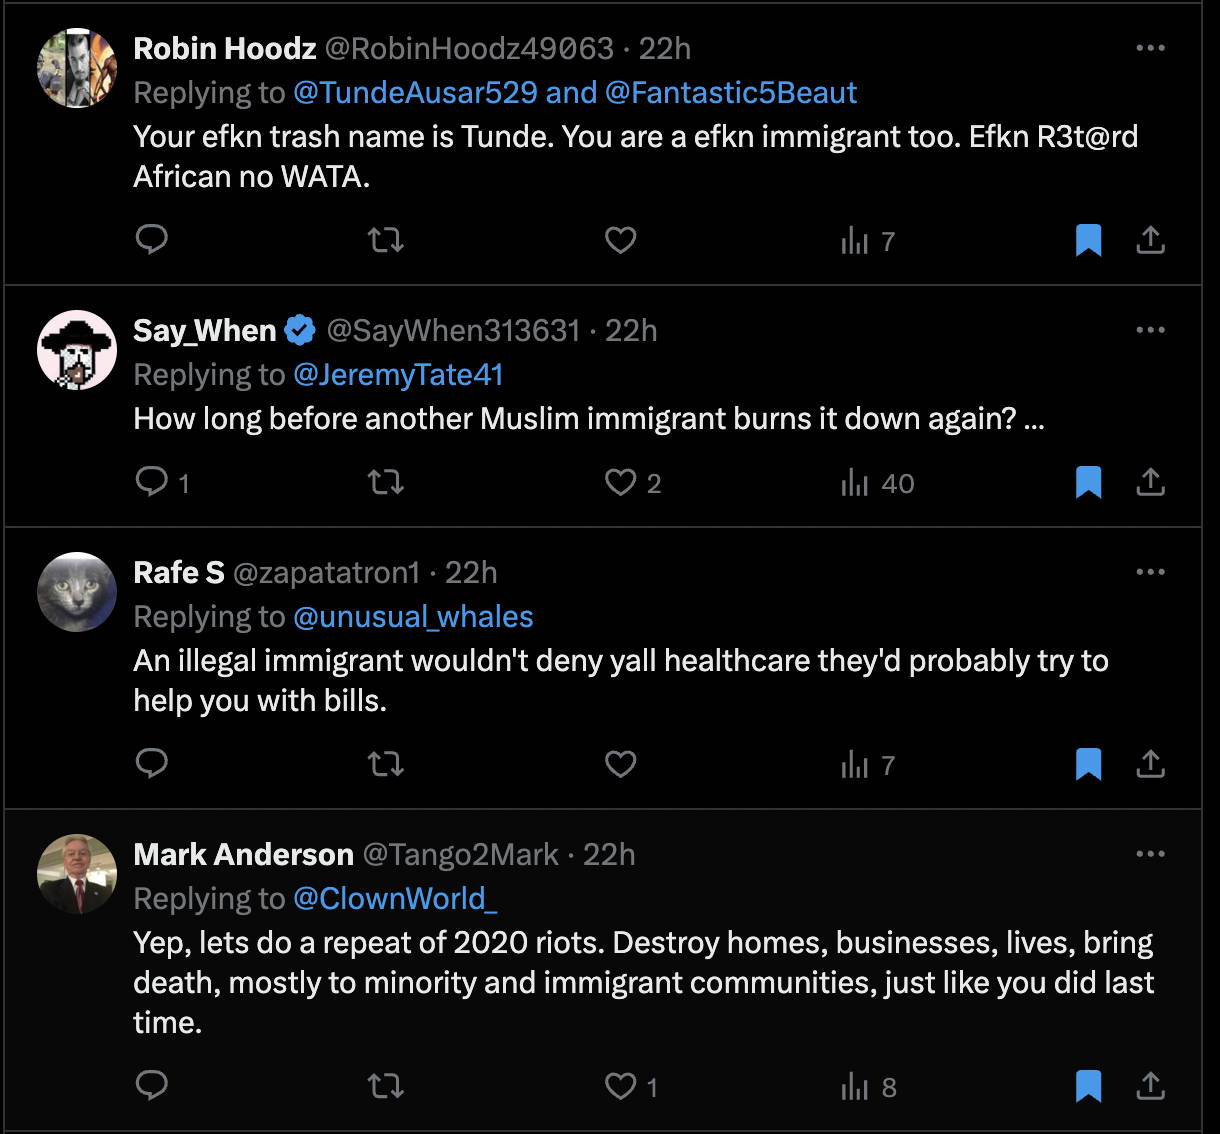 Robin Hoodz @RobinHoodz49063 · 22h
Replying to @TundeAusar529 and @Fantastic5Beaut
Your efkn trash name is Tunde. You are a efkn immigrant too. Efkn R3t@rd
African no WATA.
7
Say_When @SayWhen313631 · 22h
Replying to @JeremyTate41
How long before another Muslim immigrant burns it down again? ...
1 2 40
Rafe S @zapatatron1 · 22h
Replying to @unusual_whales
An illegal immigrant wouldn't deny yall healthcare they'd probably try to
help you with bills.
7
Mark Anderson @Tango2Mark · 22h
Replying to @ClownWorld_
Yep, lets do a repeat of 2020 riots. Destroy homes, businesses, lives, bring
death, mostly to minority and immigrant communities, just like you did last
time.
1 8